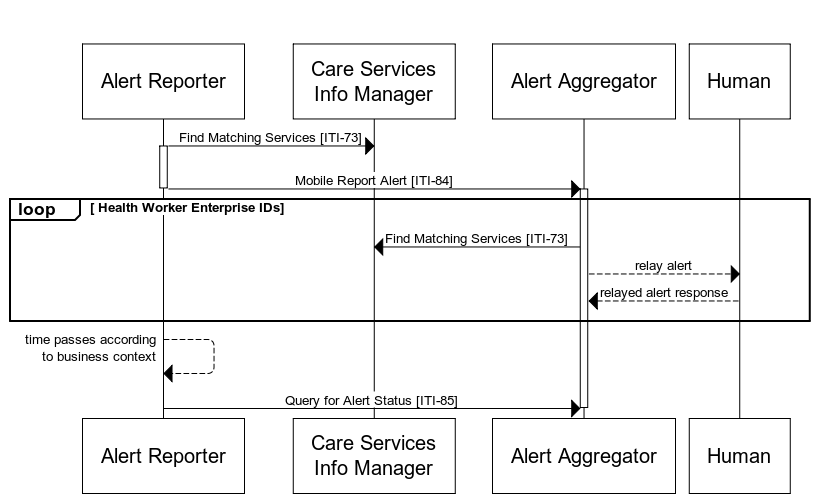 Alert Reporter
Care Services
Info Manager
Alert Aggregator
Human
Find Matching Services [ITI-73]
Mobile Report Alert [ITI-84]
loop
[ Health Worker Enterprise IDs]
Find Matching Services [ITI-73]
relay alert
relayed alert response
time passes according
to business context
Query for Alert Status [ITI-85]
Alert Reporter
Care Services
Info Manager
Alert Aggregator
Human